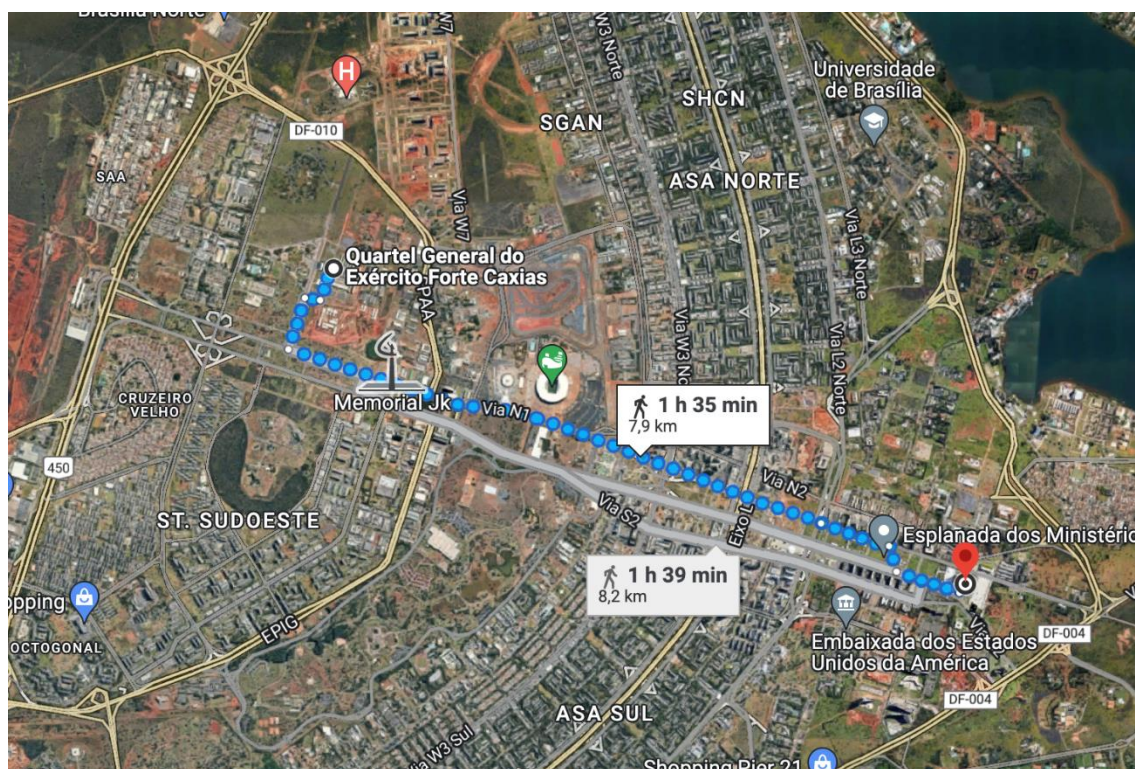 Brasília Norte
W7
W3 Norte
Universidade
de Brasília
H
SHCN
SGAN
DF-010
SAA
ASA NORTE
Via W7
Via L3 Norte
Quartel General do
Exército Forte Caxias
Via W3 No
Via L2 Norte
CRUZEIRO
VELHO
Memorial Jk
Via N1
1 h 35 min
7,9 km
450
Via N2
Via S2
Eixo L
ST. SUDOESTE
Esplanada dos Ministério
1 h 39 min
8,2 km
opping
OCTOGONAL
EPIG
Embaixada dos Estados
Unidos da América
DF-004
DF-004
ASA SUL
Via W3 Sul
Shopping Pier 21